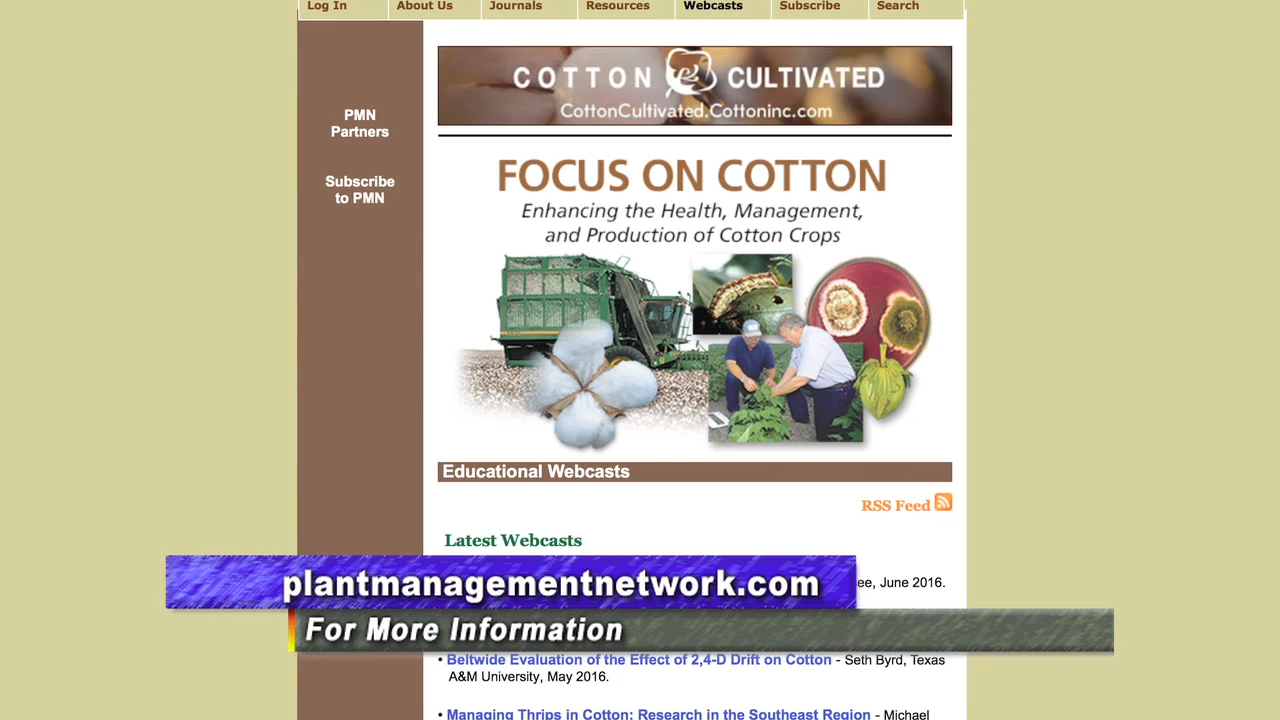 Log In
About Us
Journals
Resources
Webcasts
Subscribe
Search
COTTON & CULTIVATED
CottonCultivated.Cottoninc.com
PMN
Partners
Subscribe
to PMN
FOCUS ON COTTON
Enhancing the Health, Management,
and Production of Cotton Crops
Educational Webcasts
RSS Feed
Latest Webcasts
ee, June 2016.
plantmanagementnetwork.com
For More Information
• Beltwide Evaluation of the Effect of 2,4-D Drift on Cotton - Seth Byrd, Texas
A&M University, May 2016.
• Managing Thrips in Cotton: Research in the Southeast Region - Michael